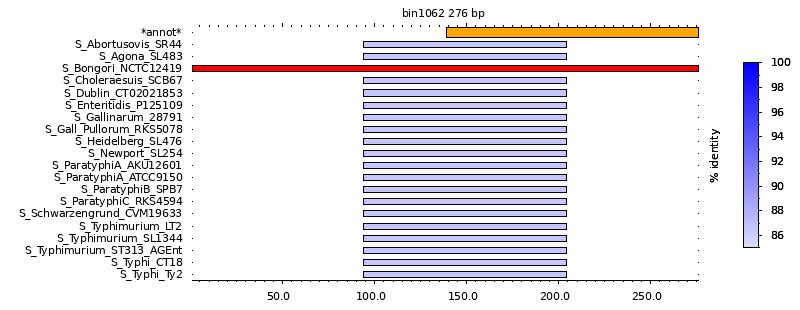 bin1062 276 bp
*annot*
S_Abortusovis_SR44
S_Agona_SL483
S_Bongori_NCTC12419
S_Choleraesuis_SCB67
S_Dublin_CT02021853
S_Enteritidis_P125109
S_Gallinarum_28791
S_Gall_Pullorum_RKS5078
S_Heidelberg_SL476
S_Newport_SL254
S_ParatyphiA_AKU12601
S_ParatyphiA_ATCC9150
S_ParatyphiB_SPB7
S_ParatyphiC_RKS4594
S_Schwarzengrund_CVM19633
S_Typhimurium_LT2
S_Typhimurium_SL1344
S_Typhimurium_ST313_AGEnt
S_Typhi_CT18
S_Typhi_Ty2
50.0 100.0 150.0 200.0 250.0
% identity
100
98
96
94
92
90
88
86